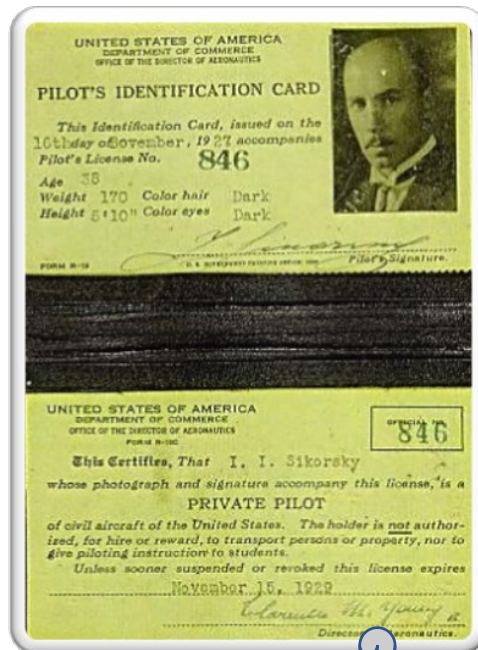 UNITED STATES OF AMERICA
DEPARTMENT OF COMMERCE
OFFICE OF THE DIRECTOR OF AERONAUTICS
PILOT'S IDENTIFICATION CARD
This Identification Card, issued on the
16th day of November, 1927 accompanies
Pilot's License No. 846
Age 38
Weight 170 Color hair Dark
Height 5'10" Color eyes Dark
Pilot's Signature.
FORM R-19
UNITED STATES OF AMERICA
DEPARTMENT OF COMMERCE
OFFICE OF THE DIRECTOR OF AERONAUTICS
FORM R-19C
OFFICIAL No.
846
This Certifies, That I. I. Sikorsky
whose photograph and signature accompany this license, is a
PRIVATE PILOT
of civil aircraft of the United States. The holder is not author-
ized, for hire or reward, to transport persons or property, nor to
give piloting instruction to students.
Unless sooner suspended or revoked this license expires
November 15, 1929
Clarence M. Young
Director Aeronautics.